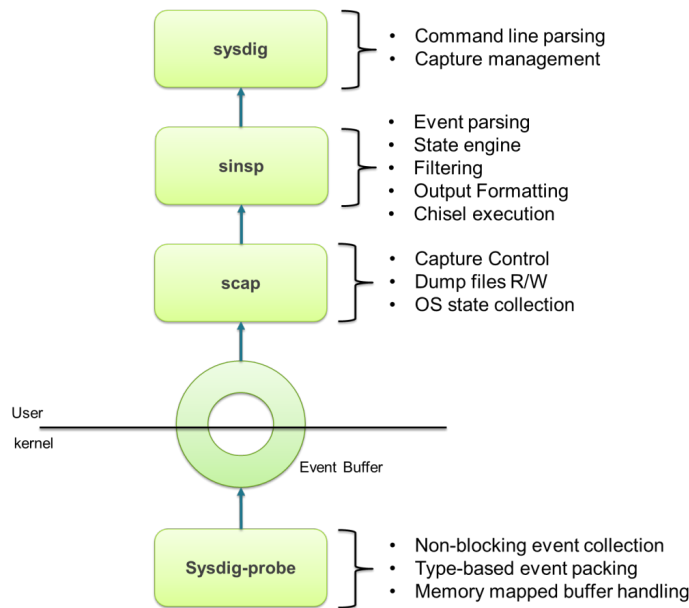 sysdig
• Command line parsing
• Capture management
sinsp
• Event parsing
• State engine
• Filtering
• Output Formatting
• Chisel execution
scap
• Capture Control
• Dump files R/W
• OS state collection
User
kernel
Event Buffer
Sysdig-probe
• Non-blocking event collection
• Type-based event packing
• Memory mapped buffer handling